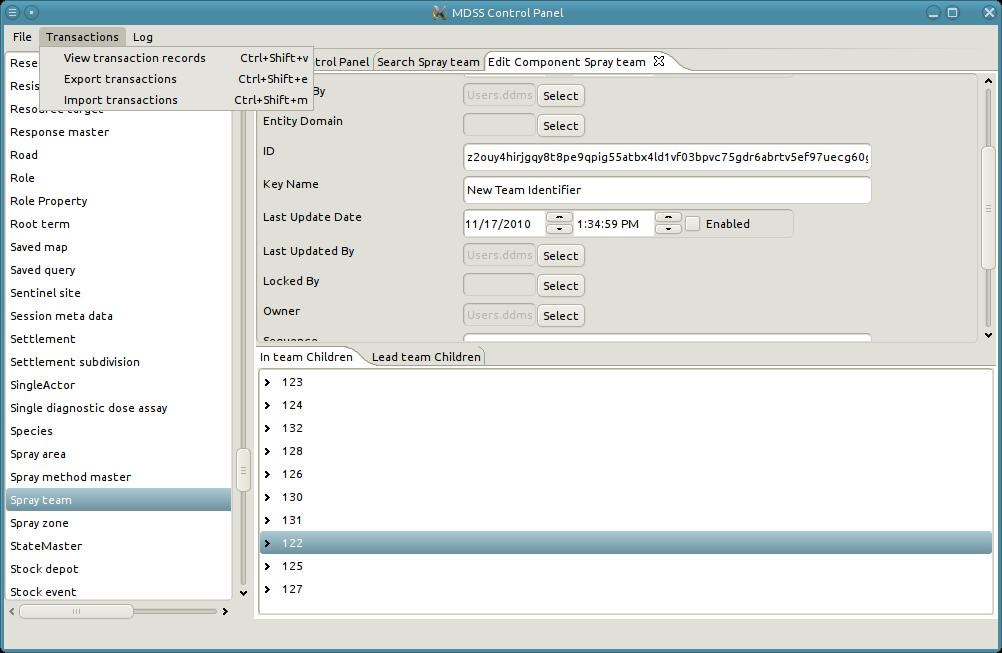 MDSS Control Panel
File Transactions Log
View transaction records Ctrl+Shift+v
Export transactions Ctrl+Shift+e
Import transactions Ctrl+Shift+m
trol Panel Search Spray team Edit Component Spray team
Rese
Resis
Resource target
Response master
Road
Role
Role Property
Root term
Saved map
Saved query
Sentinel site
Session meta data
Settlement
Settlement subdivision
SingleActor
Single diagnostic dose assay
Species
Spray area
Spray method master
Spray team
Spray zone
StateMaster
Stock depot
Stock event
By Users.ddms Select
Entity Domain Select
ID z2ouy4hirjgqy8t8pe9qpig55atbx4ld1vf03bpvc75gdr6abrtv5ef97uecg60g
Key Name New Team Identifier
Last Update Date 11/17/2010 1:34:59 PM Enabled
Last Updated By Users.ddms Select
Locked By Select
Owner Users.ddms Select
Sequence
In team Children Lead team Children
123
124
132
128
126
130
131
122
125
127